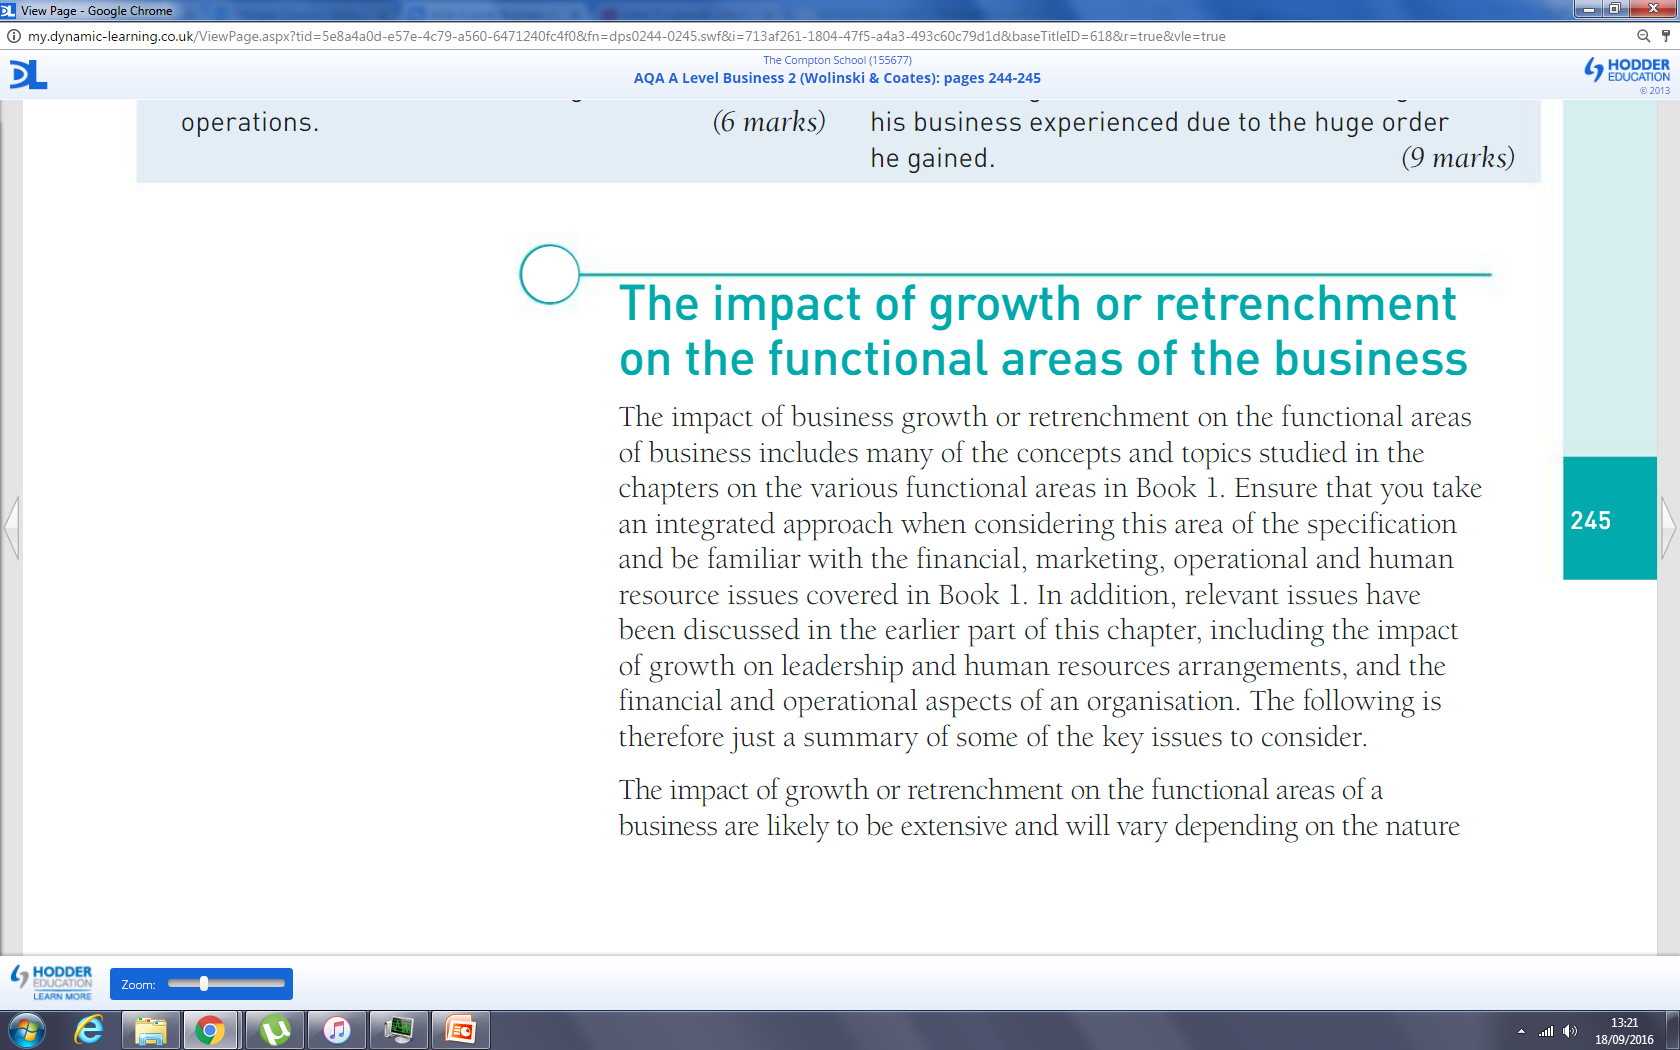 View Page - Google Chrome
my.dynamic-learning.co.uk/ViewPage.aspx?tid=5e8a4a0d-e57e-4c79-a560-6471240fc4f0&fn=dps0244-0245.swf&i=713af261-1804-47f5-a4a3-493c60c79d1d&baseTitleID=618&r=true&vle=true
DL
The Compton School (155677)
AQA A Level Business 2 (Wolinski & Coates): pages 244-245
HODDER
EDUCATION
© 2013
operations. (6 marks)
his business experienced due to the huge order
he gained. (9 marks)
The impact of growth or retrenchment
on the functional areas of the business
The impact of business growth or retrenchment on the functional areas
of business includes many of the concepts and topics studied in the
chapters on the various functional areas in Book 1. Ensure that you take
an integrated approach when considering this area of the specification
and be familiar with the financial, marketing, operational and human
resource issues covered in Book 1. In addition, relevant issues have
been discussed in the earlier part of this chapter, including the impact
of growth on leadership and human resources arrangements, and the
financial and operational aspects of an organisation. The following is
therefore just a summary of some of the key issues to consider.
The impact of growth or retrenchment on the functional areas of a
business are likely to be extensive and will vary depending on the nature
245
HODDER
EDUCATION
LEARN MORE
Zoom:
13:21
18/09/2016